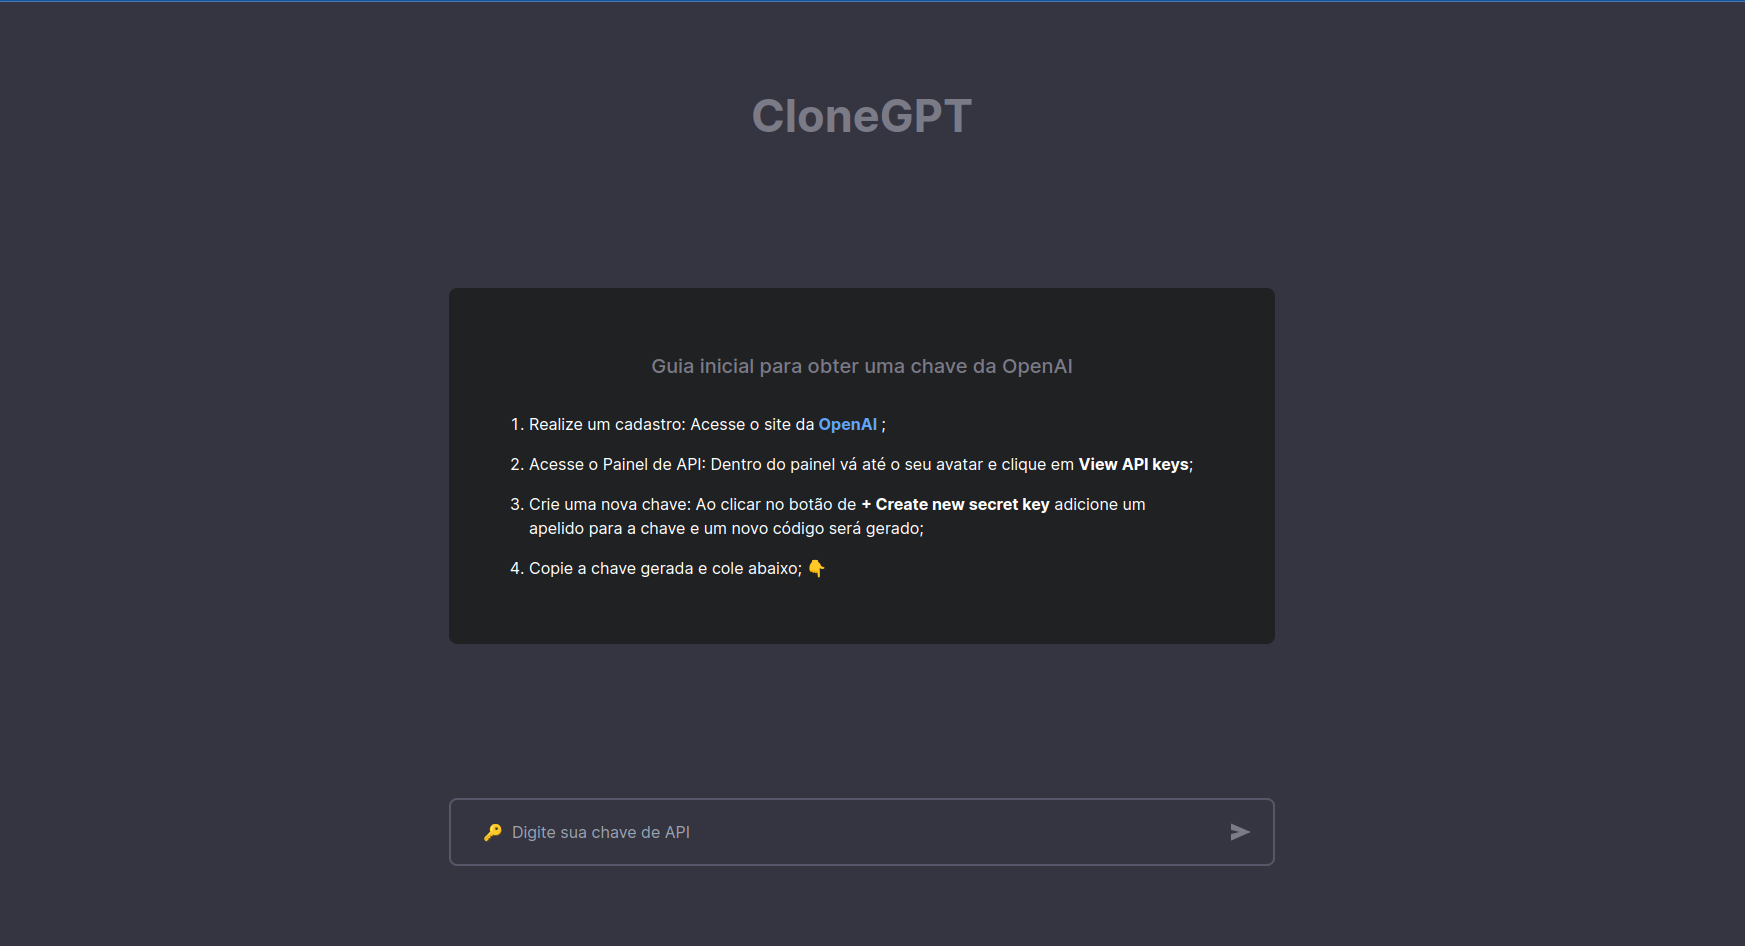 CloneGPT
Guia inicial para obter uma chave da OpenAI
1. Realize um cadastro: Acesse o site da OpenAI ;
2. Acesse o Painel de API: Dentro do painel vá até o seu avatar e clique em View API keys;
3. Crie uma nova chave: Ao clicar no botão de + Create new secret key adicione um
apelido para a chave e um novo código será gerado;
4. Copie a chave gerada e cole abaixo; 👇
🔑 Digite sua chave de API